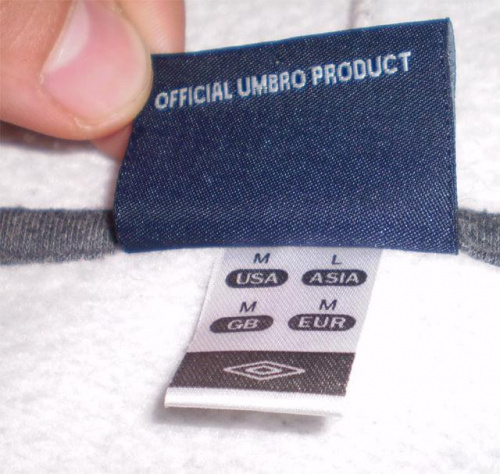 OFFICIAL UMBRO PRODUCT
M L
USA ASIA
M M
GB EUR